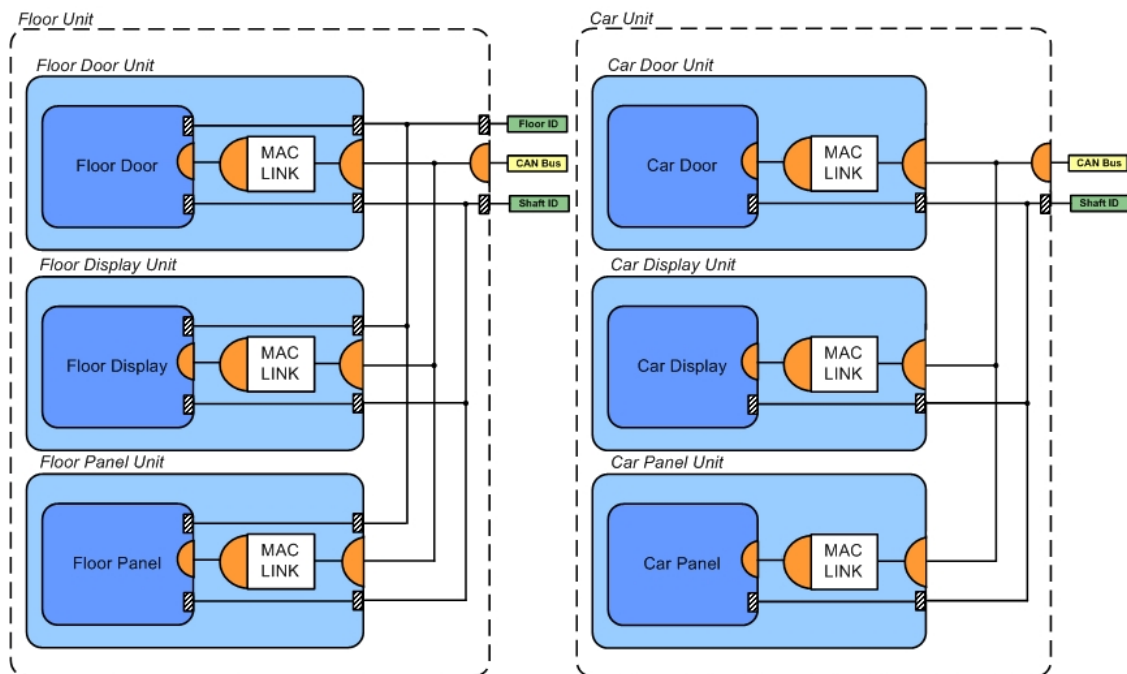 Floor Unit
Floor Door Unit
Floor Door
MAC
LINK
Floor ID
CAN Bus
Shaft ID
Floor Display Unit
Floor Display
MAC
LINK
Floor Panel Unit
Floor Panel
MAC
LINK
Car Unit
Car Door Unit
Car Door
MAC
LINK
CAN Bus
Shaft ID
Car Display Unit
Car Display
MAC
LINK
Car Panel Unit
Car Panel
MAC
LINK